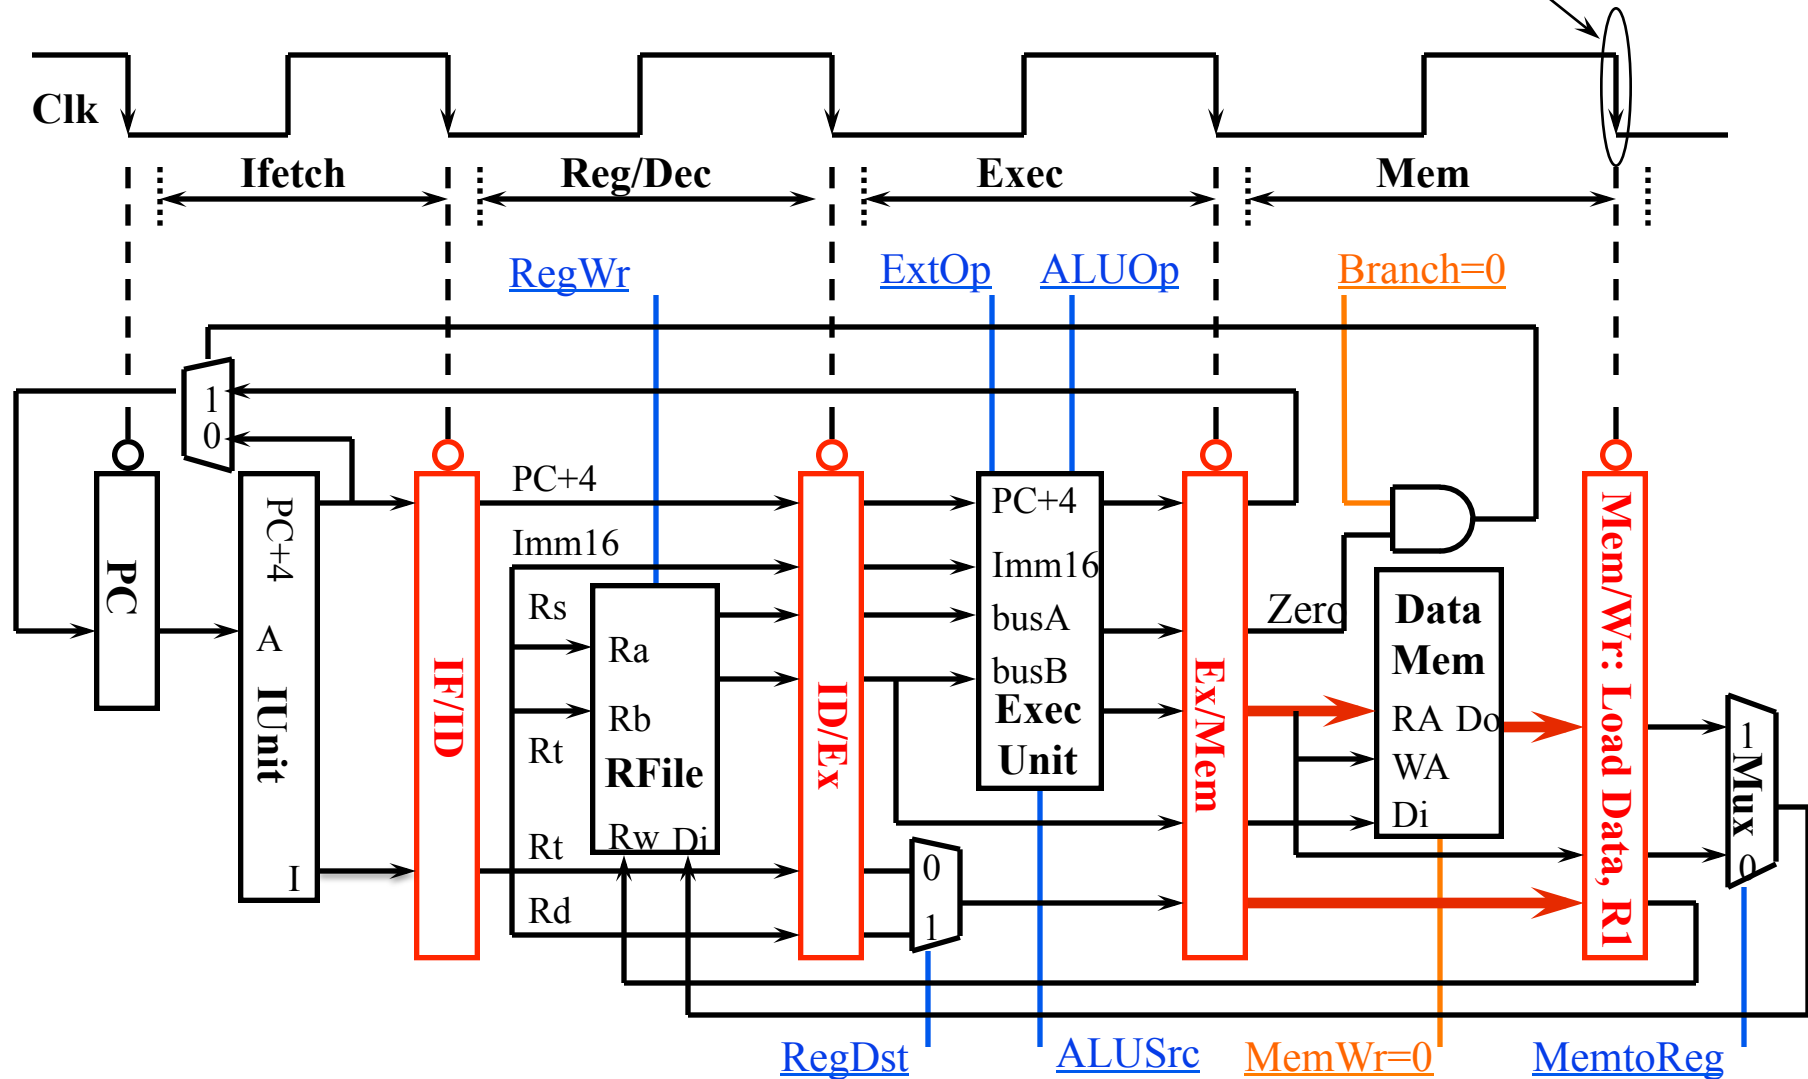 Clk
Ifetch
Reg/Dec
Exec
Mem
RegWr
ExtOp
ALUOp
Branch=0
1
0
PC
PC+4
A
IUnit
I
IF/ID
PC+4
Imm16
Rs
Ra
Rb
Rt
RFile
Rw Di
Rt
Rd
ID/Ex
0
1
PC+4
Imm16
busA
busB
Exec
Unit
Ex/Mem
Zero
Data
Mem
RA Do
WA
Di
Mem/Wr: Load Data, R1
1
Mux
0
RegDst
ALUSrc
MemWr=0
MemtoReg